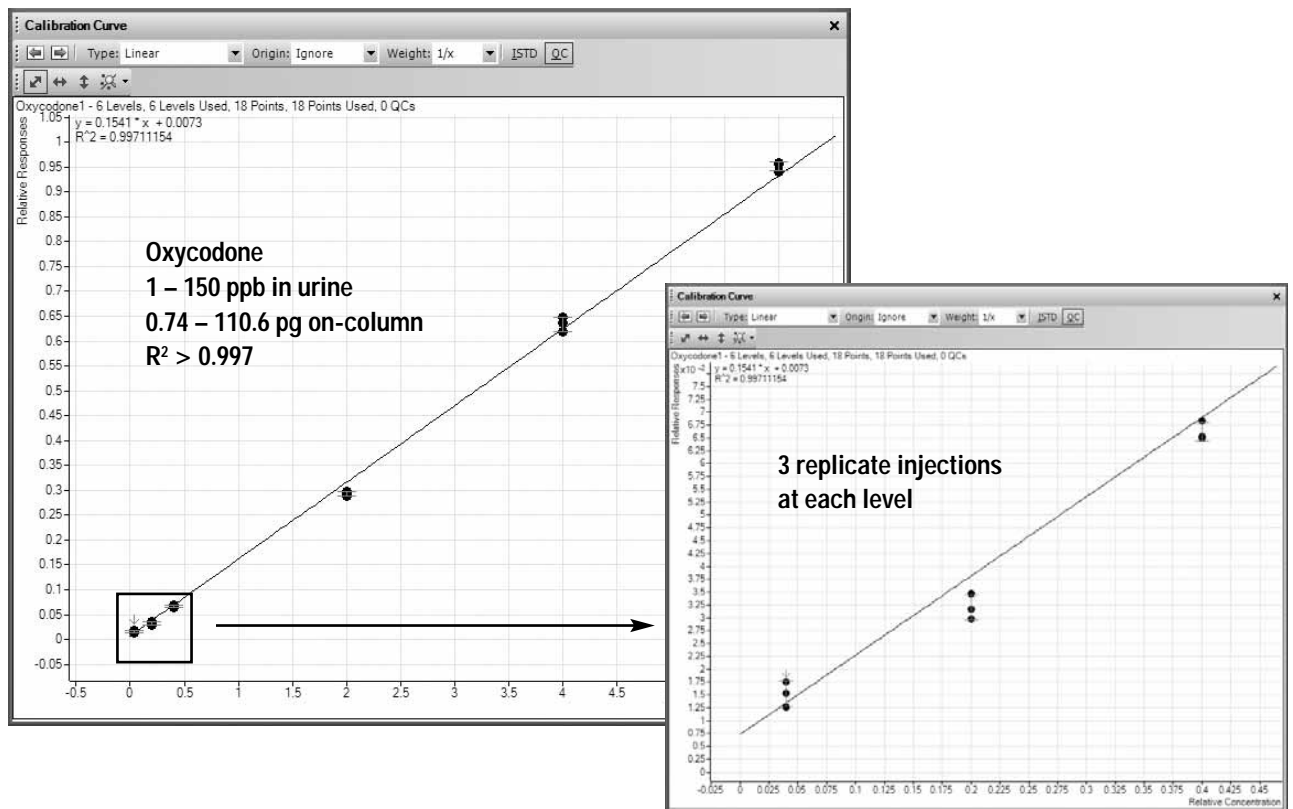 Calibration Curve
Type: Linear Origin: Ignore Weight: 1/x ISTD QC
Oxycodone1 - 6 Levels, 6 Levels Used, 18 Points, 18 Points Used, 0 QCs
y = 0.1541 * x + 0.0073
R^2 = 0.99711154
Relative Responses
1.05
1
0.95
0.9
0.85
0.8
0.75
0.7
0.65
0.6
0.55
0.5
0.45
0.4
0.35
0.3
0.25
0.2
0.15
0.1
0.05
0
-0.05
Oxycodone
1 – 150 ppb in urine
0.74 – 110.6 pg on-column
R² > 0.997
-0.5 0 0.5 1 1.5 2 2.5 3 3.5 4 4.5
Calibration Curve
Type: Linear Origin: Ignore Weight: 1/x ISTD QC
Oxycodone1 - 6 Levels, 6 Levels Used, 18 Points, 18 Points Used, 0 QCs
x10 -2 y = 0.1541 * x + 0.0073
R^2 = 0.99711154
Relative Responses
7.5
7.25
7
6.75
6.5
6
5.5
5.25
5
4.75
4.5
4.25
4
3.75
3.5
3.25
3
2.75
2.5
2.25
2
1.75
1.5
1.25
1
0.75
0.5
0.25
0
3 replicate injections
at each level
-0.025 0 0.025 0.05 0.075 0.1 0.125 0.15 0.175 0.2 0.225 0.25 0.275 0.3 0.325 0.35 0.375 0.4 0.425 0.45
Relative Concentration